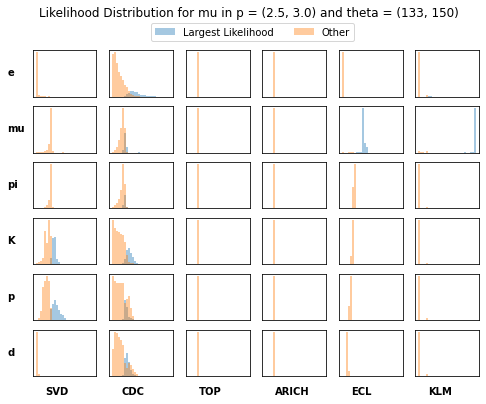 Likelihood Distribution for mu in p = (2.5, 3.0) and theta = (133, 150)
Largest Likelihood Other
e
mu
pi
K
p
d
SVD CDC TOP ARICH ECL KLM